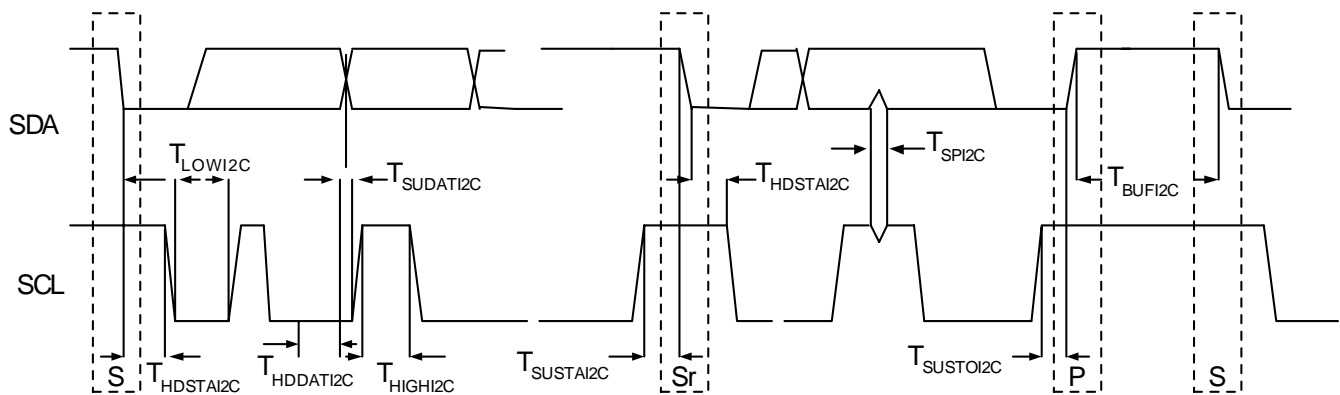 SDA
T_LOWI2C
T_SUDATI2C
T_SPI2C
T_HDSTAI2C
T_BUFI2C
SCL
S
T_HDSTAI2C
T_HDDATI2C
T_HIGHI2C
T_SUSTAI2C
Sr
T_SUSTOI2C
P
S